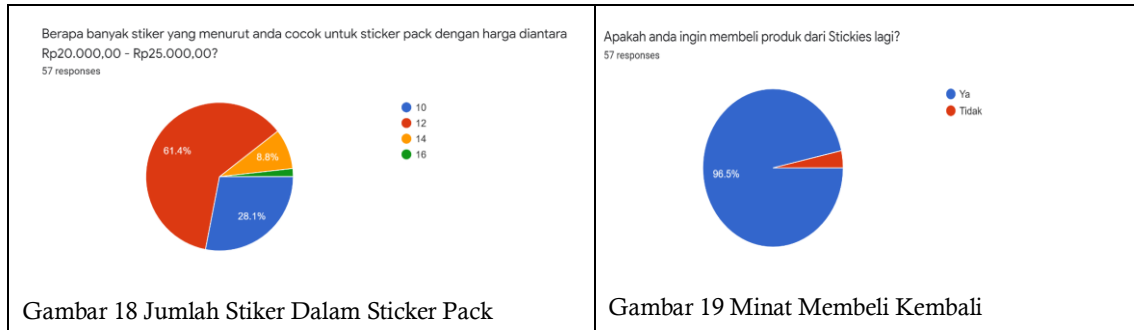 Berapa banyak stiker yang menurut anda cocok untuk sticker pack dengan harga diantara
Rp20.000,00 - Rp25.000,00?
57 responses
10
12
14
16
61.4%
8.8%
28.1%
Gambar 18 Jumlah Stiker Dalam Sticker Pack
Apakah anda ingin membeli produk dari Stickies lagi?
57 responses
Ya
Tidak
96.5%
Gambar 19 Minat Membeli Kembali